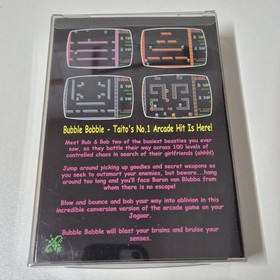 Bubble Bobble - Taito's No.1 Arcade Hit Is Here!
Meet Bub & Bob two of the busiest beasties you ever
saw, as they battle their way across 100 levels of
controlled chaos in search of their girlfriends (ahhh)
Jump around picking up goodies and secret weapons as
you seek to outsmart your enemies, but beware...hang
around too long and you'll face Baron von Blubba from
whom there is no escape!
Blow and bounce and bob your way into oblivion in this
incredible conversion version of the arcade game on your
Jaguar.
Bubble Bobble will blast your brains and bruise your
senses.